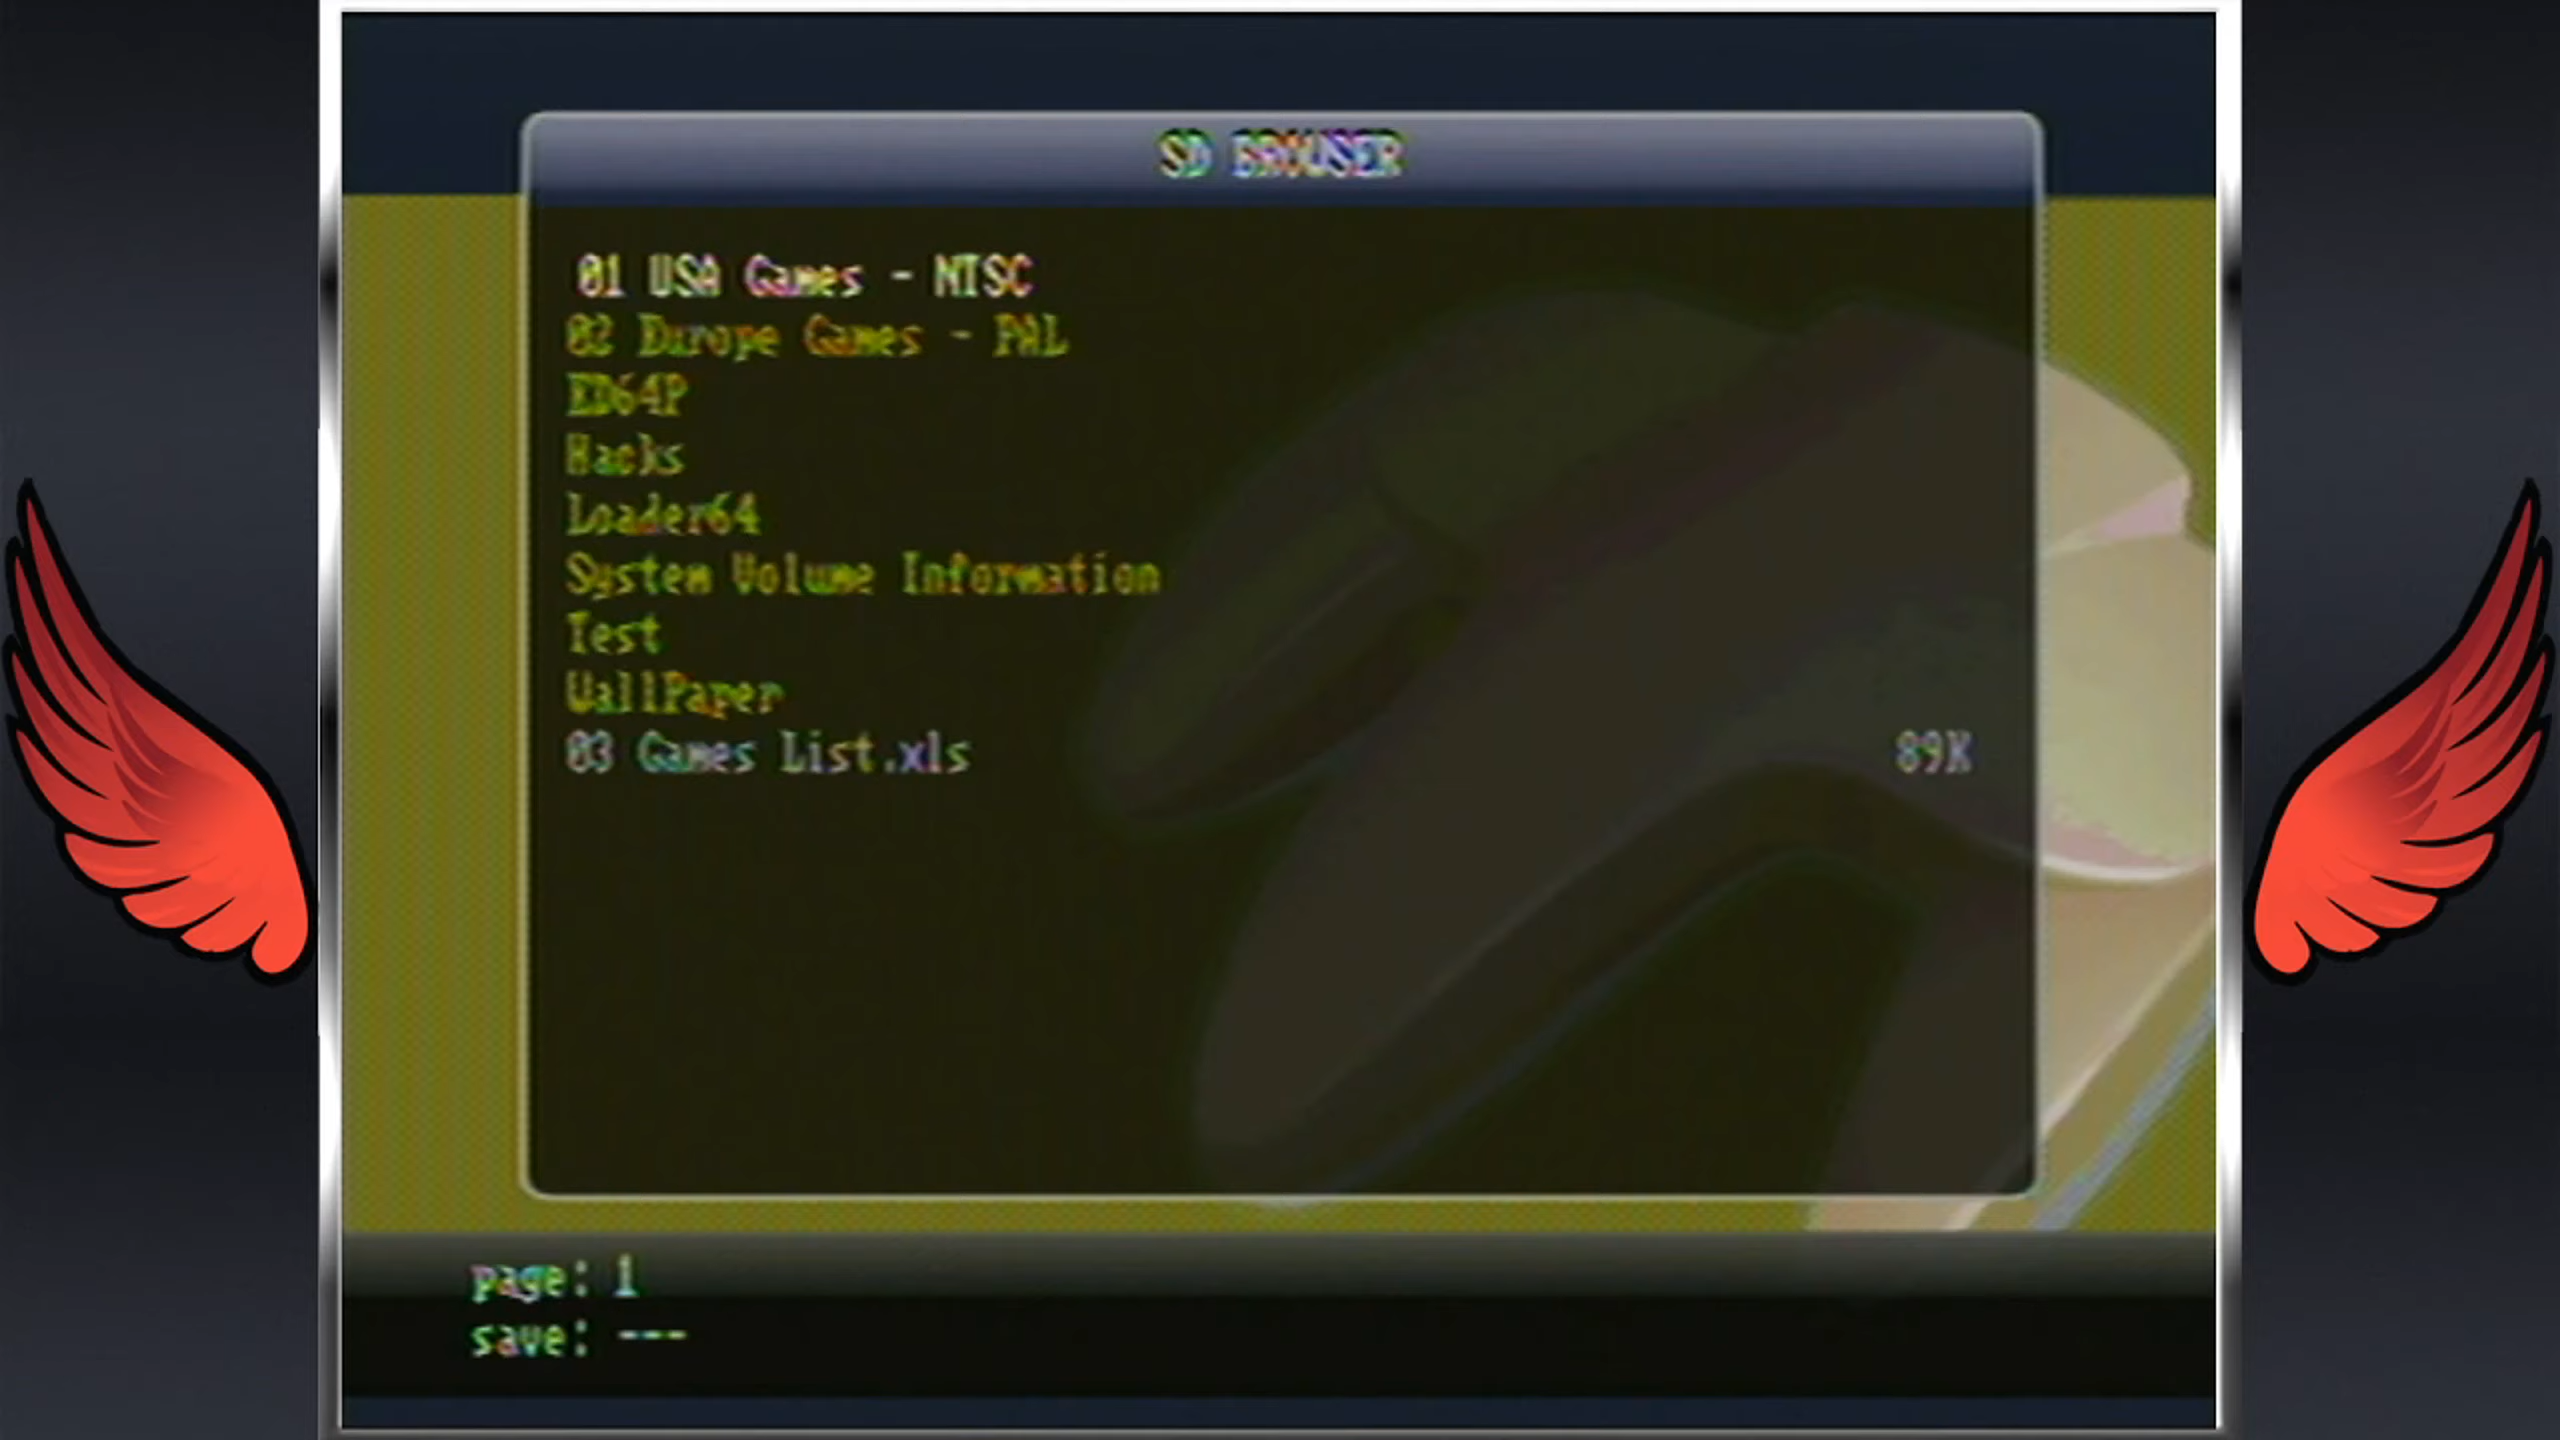 SD BROWSER
01 USA Games - NTSC
02 Europe Games - PAL
ED64P
Hacks
Loader64
System Volume Information
Test
WallPaper
03 Games List.xls 89K
page: 1
save: ---